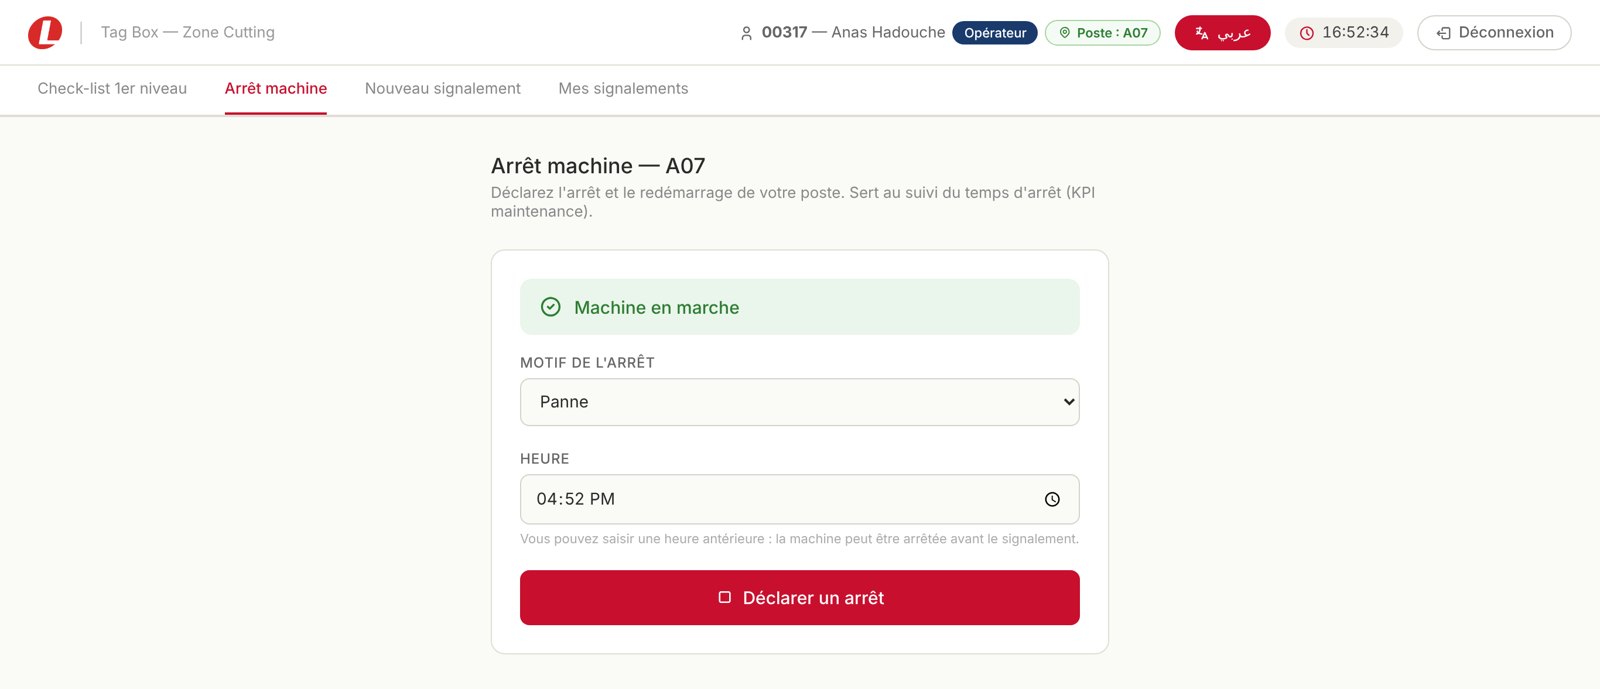 Tag Box — Zone Cutting
00317 — Anas Hadouche
Opérateur
Poste : A07
عربي
16:52:34
Déconnexion
Check-list 1er niveau
Arrêt machine
Nouveau signalement
Mes signalements
Arrêt machine — A07
Déclarez l'arrêt et le redémarrage de votre poste. Sert au suivi du temps d'arrêt (KPI
maintenance).
Machine en marche
MOTIF DE L'ARRÊT
Panne
HEURE
04:52 PM
Vous pouvez saisir une heure antérieure : la machine peut être arrêtée avant le signalement.
Déclarer un arrêt